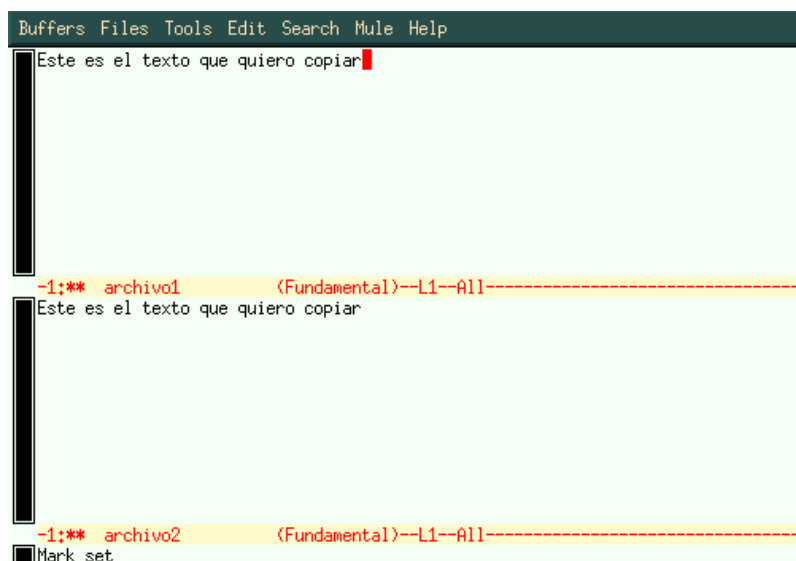 Buffers Files Tools Edit Search Mule Help
Este es el texto que quiero copiar
-1:** archivo1 (Fundamental)--L1--All---------------------------------
Este es el texto que quiero copiar
-1:** archivo2 (Fundamental)--L1--All---------------------------------
Mark set